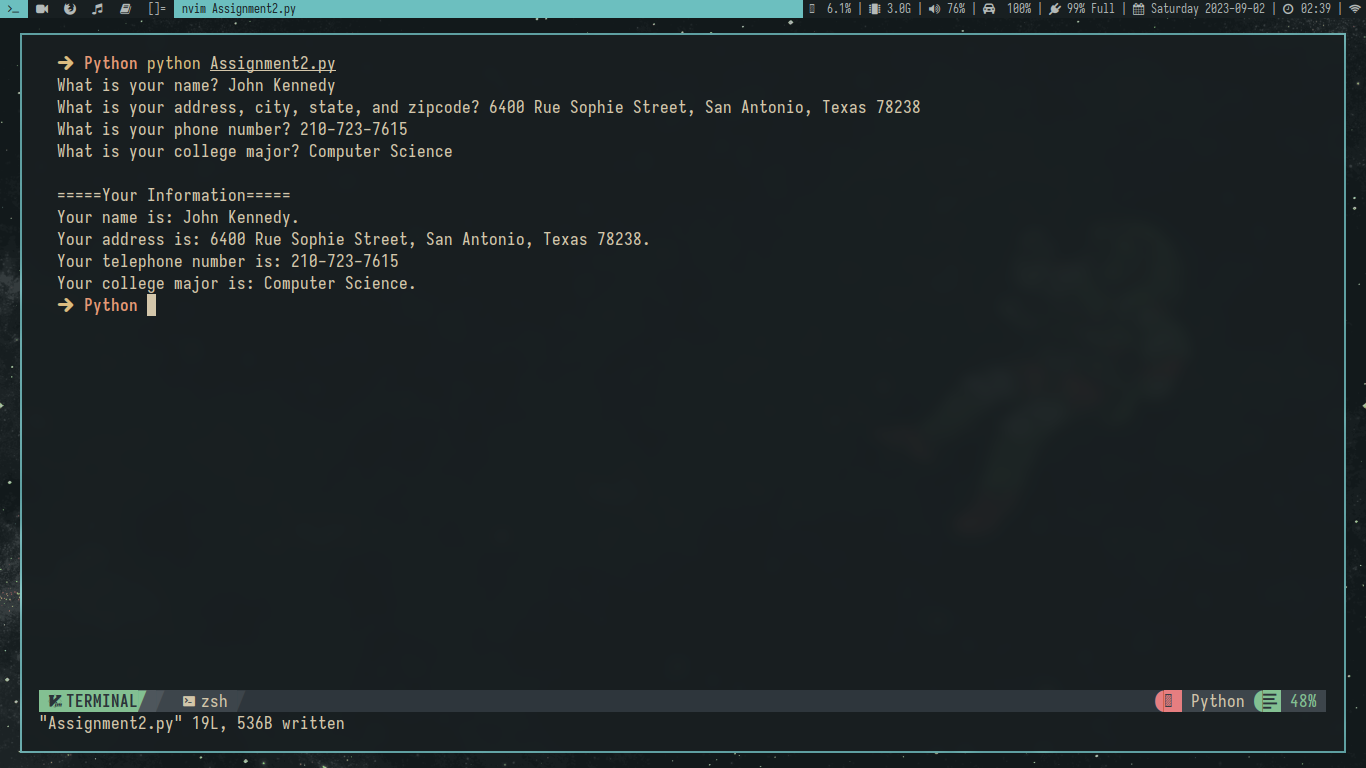 >_ []= nvim Assignment2.py 6.1% | 3.0G | 76% | 100% | 99% Full | Saturday 2023-09-02 | 02:39 |
➜ Python python Assignment2.py
What is your name? John Kennedy
What is your address, city, state, and zipcode? 6400 Rue Sophie Street, San Antonio, Texas 78238
What is your phone number? 210-723-7615
What is your college major? Computer Science
=====Your Information=====
Your name is: John Kennedy.
Your address is: 6400 Rue Sophie Street, San Antonio, Texas 78238.
Your telephone number is: 210-723-7615
Your college major is: Computer Science.
➜ Python
TERMINAL zsh Python 48%
"Assignment2.py" 19L, 536B written